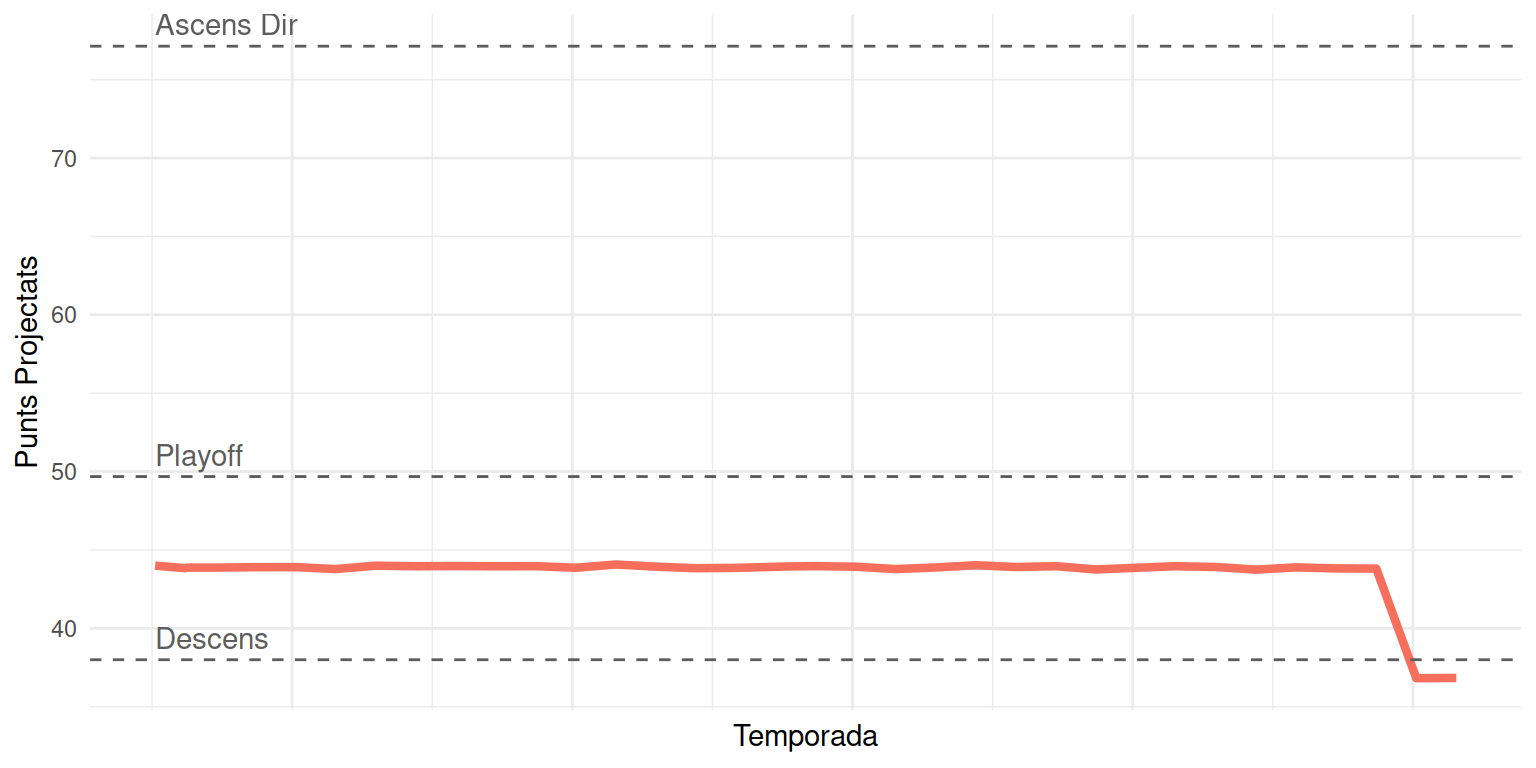 Ascens Dir
70
60
Playoff
50
40
Descens
Punts Projectats
Temporada